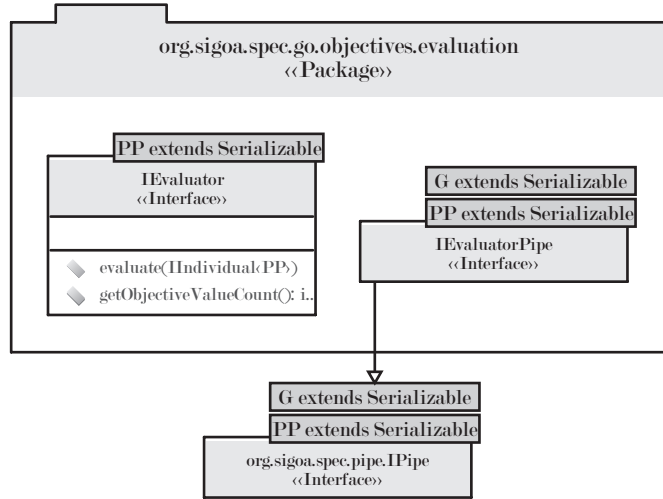 org.sigoa.spec.go.objectives.evaluation
‹‹Package››
PP extends Serializable
IEvaluator
‹‹Interface››
evaluate(IIndividual‹PP›)
getObjectiveValueCount(): i..
G extends Serializable
PP extends Serializable
IEvaluatorPipe
‹‹Interface››
G extends Serializable
PP extends Serializable
org.sigoa.spec.pipe.IPipe
‹‹Interface››